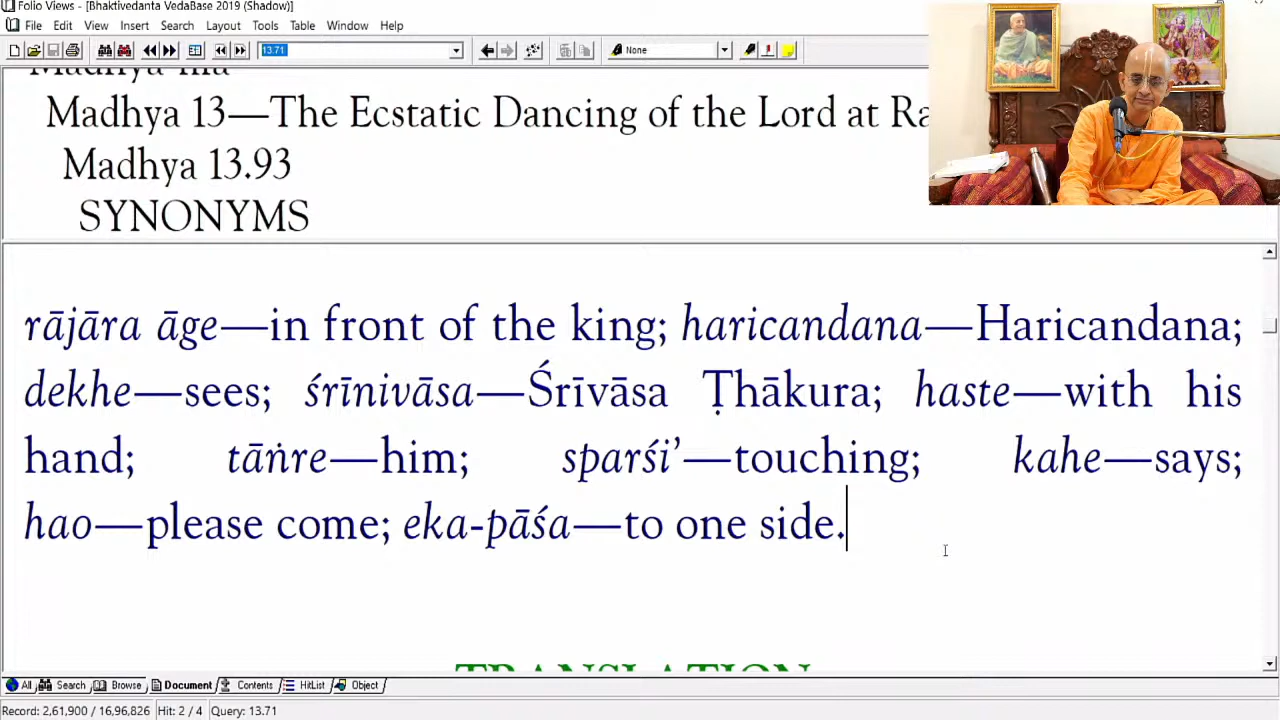 Folio Views - [Bhaktivedanta VedaBase 2019 (Shadow)]
File Edit View Insert Search Layout Tools Table Window Help
13.71 None
Madhya 13—The Ecstatic Dancing of the Lord at Ra
Madhya 13.93
SYNONYMS
rājāra āge—in front of the king; haricandana—Haricandana;
dekhe—sees; śrīnivāsa—Śrīvāsa Ṭhākura; haste—with his
hand; tāṅre—him; sparśi'—touching; kahe—says;
hao—please come; eka-pāśa—to one side.
TRANSLATION
All Search Browse Document Contents HitList Object
Record: 2,61,900 / 16,96,826 Hit: 2 / 4 Query: 13.71